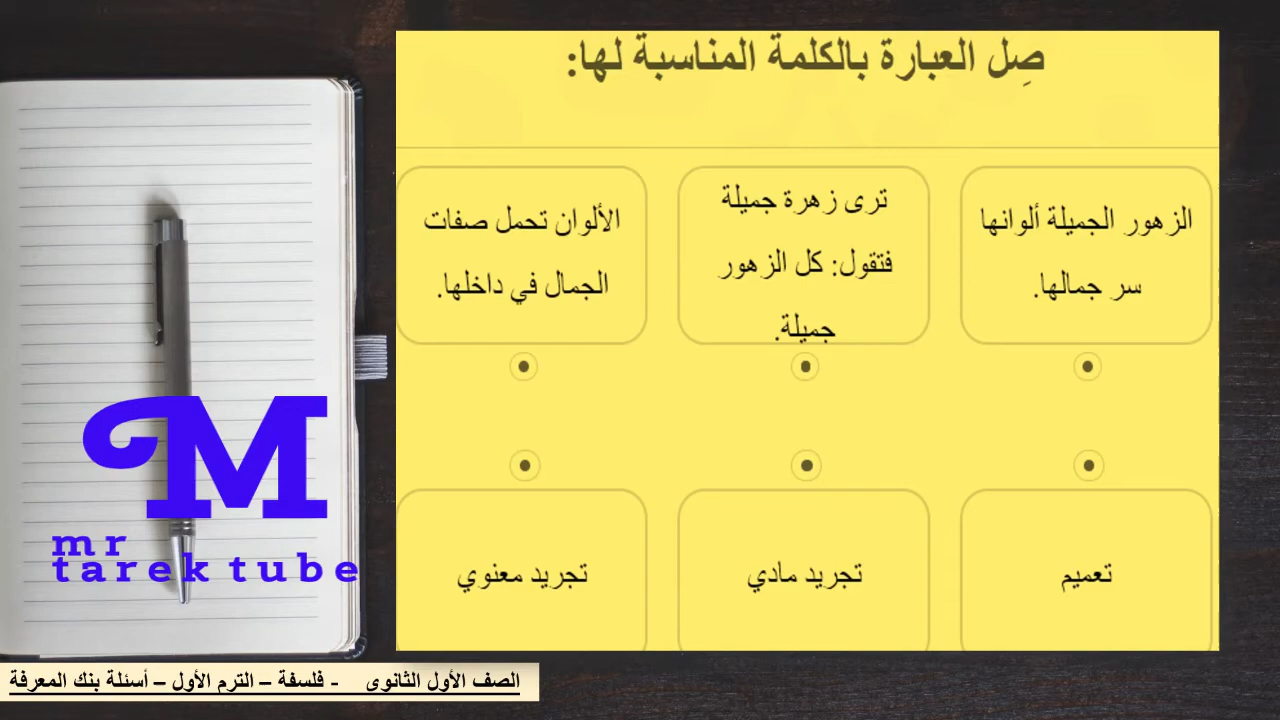 صِل العبارة بالكلمة المناسبة لها:
الزهور الجميلة ألوانها
سر جمالها.
ترى زهرة جميلة
فتقول: كل الزهور
جميلة.
الألوان تحمل صفات
الجمال في داخلها.
تعميم
تجريد مادي
تجريد معنوي
M
mr
tarek tube
الصف الأول الثانوى - فلسفة – الترم الأول – أسئلة بنك المعرفة